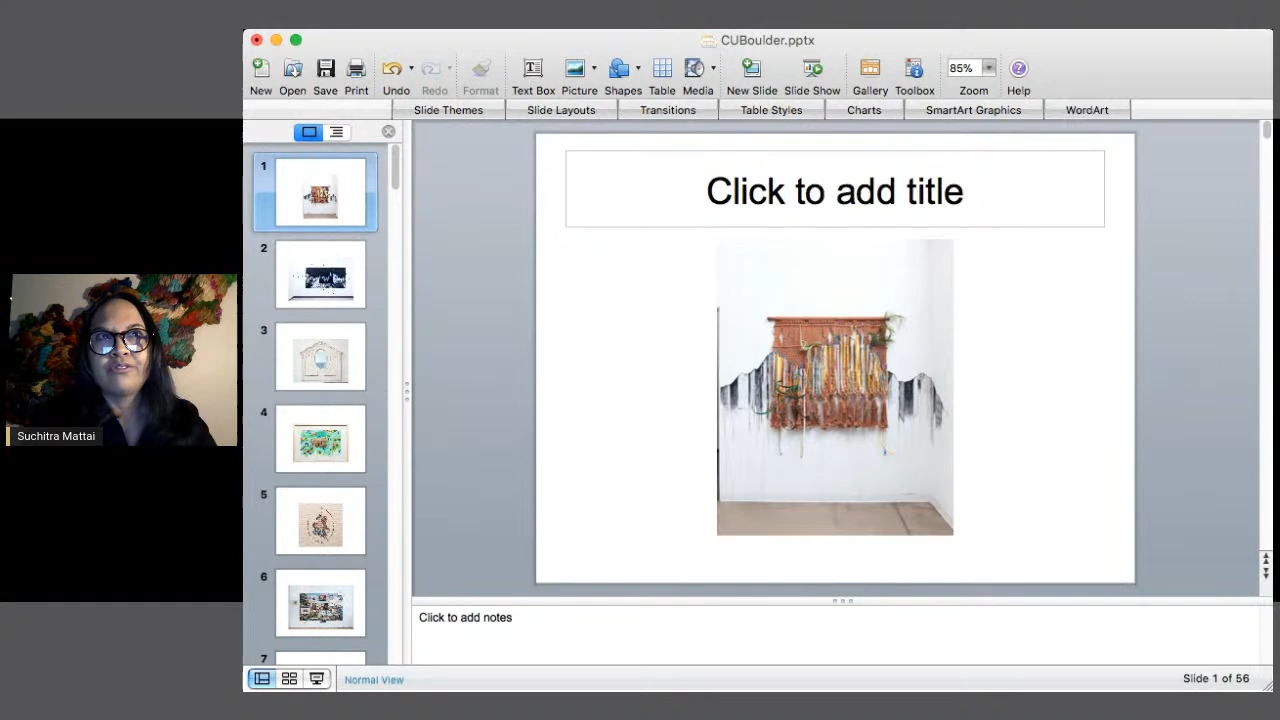 CUBoulder.pptx
New Open Save Print Undo Redo Format Text Box Picture Shapes Table Media New Slide Slide Show Gallery Toolbox 85% Zoom Help
Slide Themes Slide Layouts Transitions Table Styles Charts SmartArt Graphics WordArt
1
2
3
4
5
6
7
Click to add title
Suchitra Mattai
Click to add notes
Normal View
Slide 1 of 56